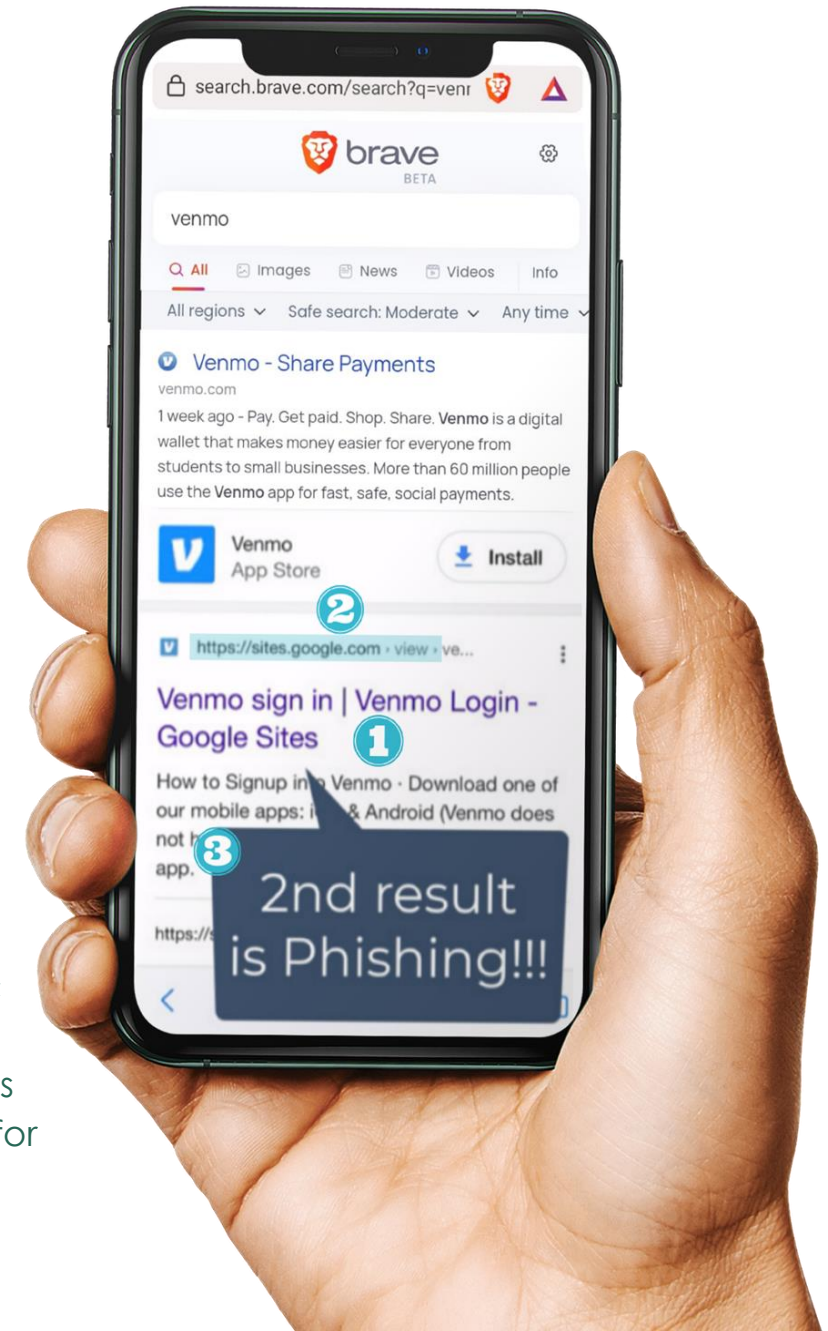 search.brave.com/search?q=venm
brave
BETA
venmo
All Images News Videos Info
All regions Safe search: Moderate Any time
Venmo - Share Payments
venmo.com
1 week ago - Pay. Get paid. Shop. Share. Venmo is a digital
wallet that makes money easier for everyone from
students to small businesses. More than 60 million people
use the Venmo app for fast, safe, social payments.
V Venmo
App Store
Install
2
https://sites.google.com › view › ve...
Venmo sign in | Venmo Login -
Google Sites
1
How to Signup Venmo · Download one of
our mobile apps: & Android (Venmo does
not
app.
3
2nd result
is Phishing!!!
https://s
s
for